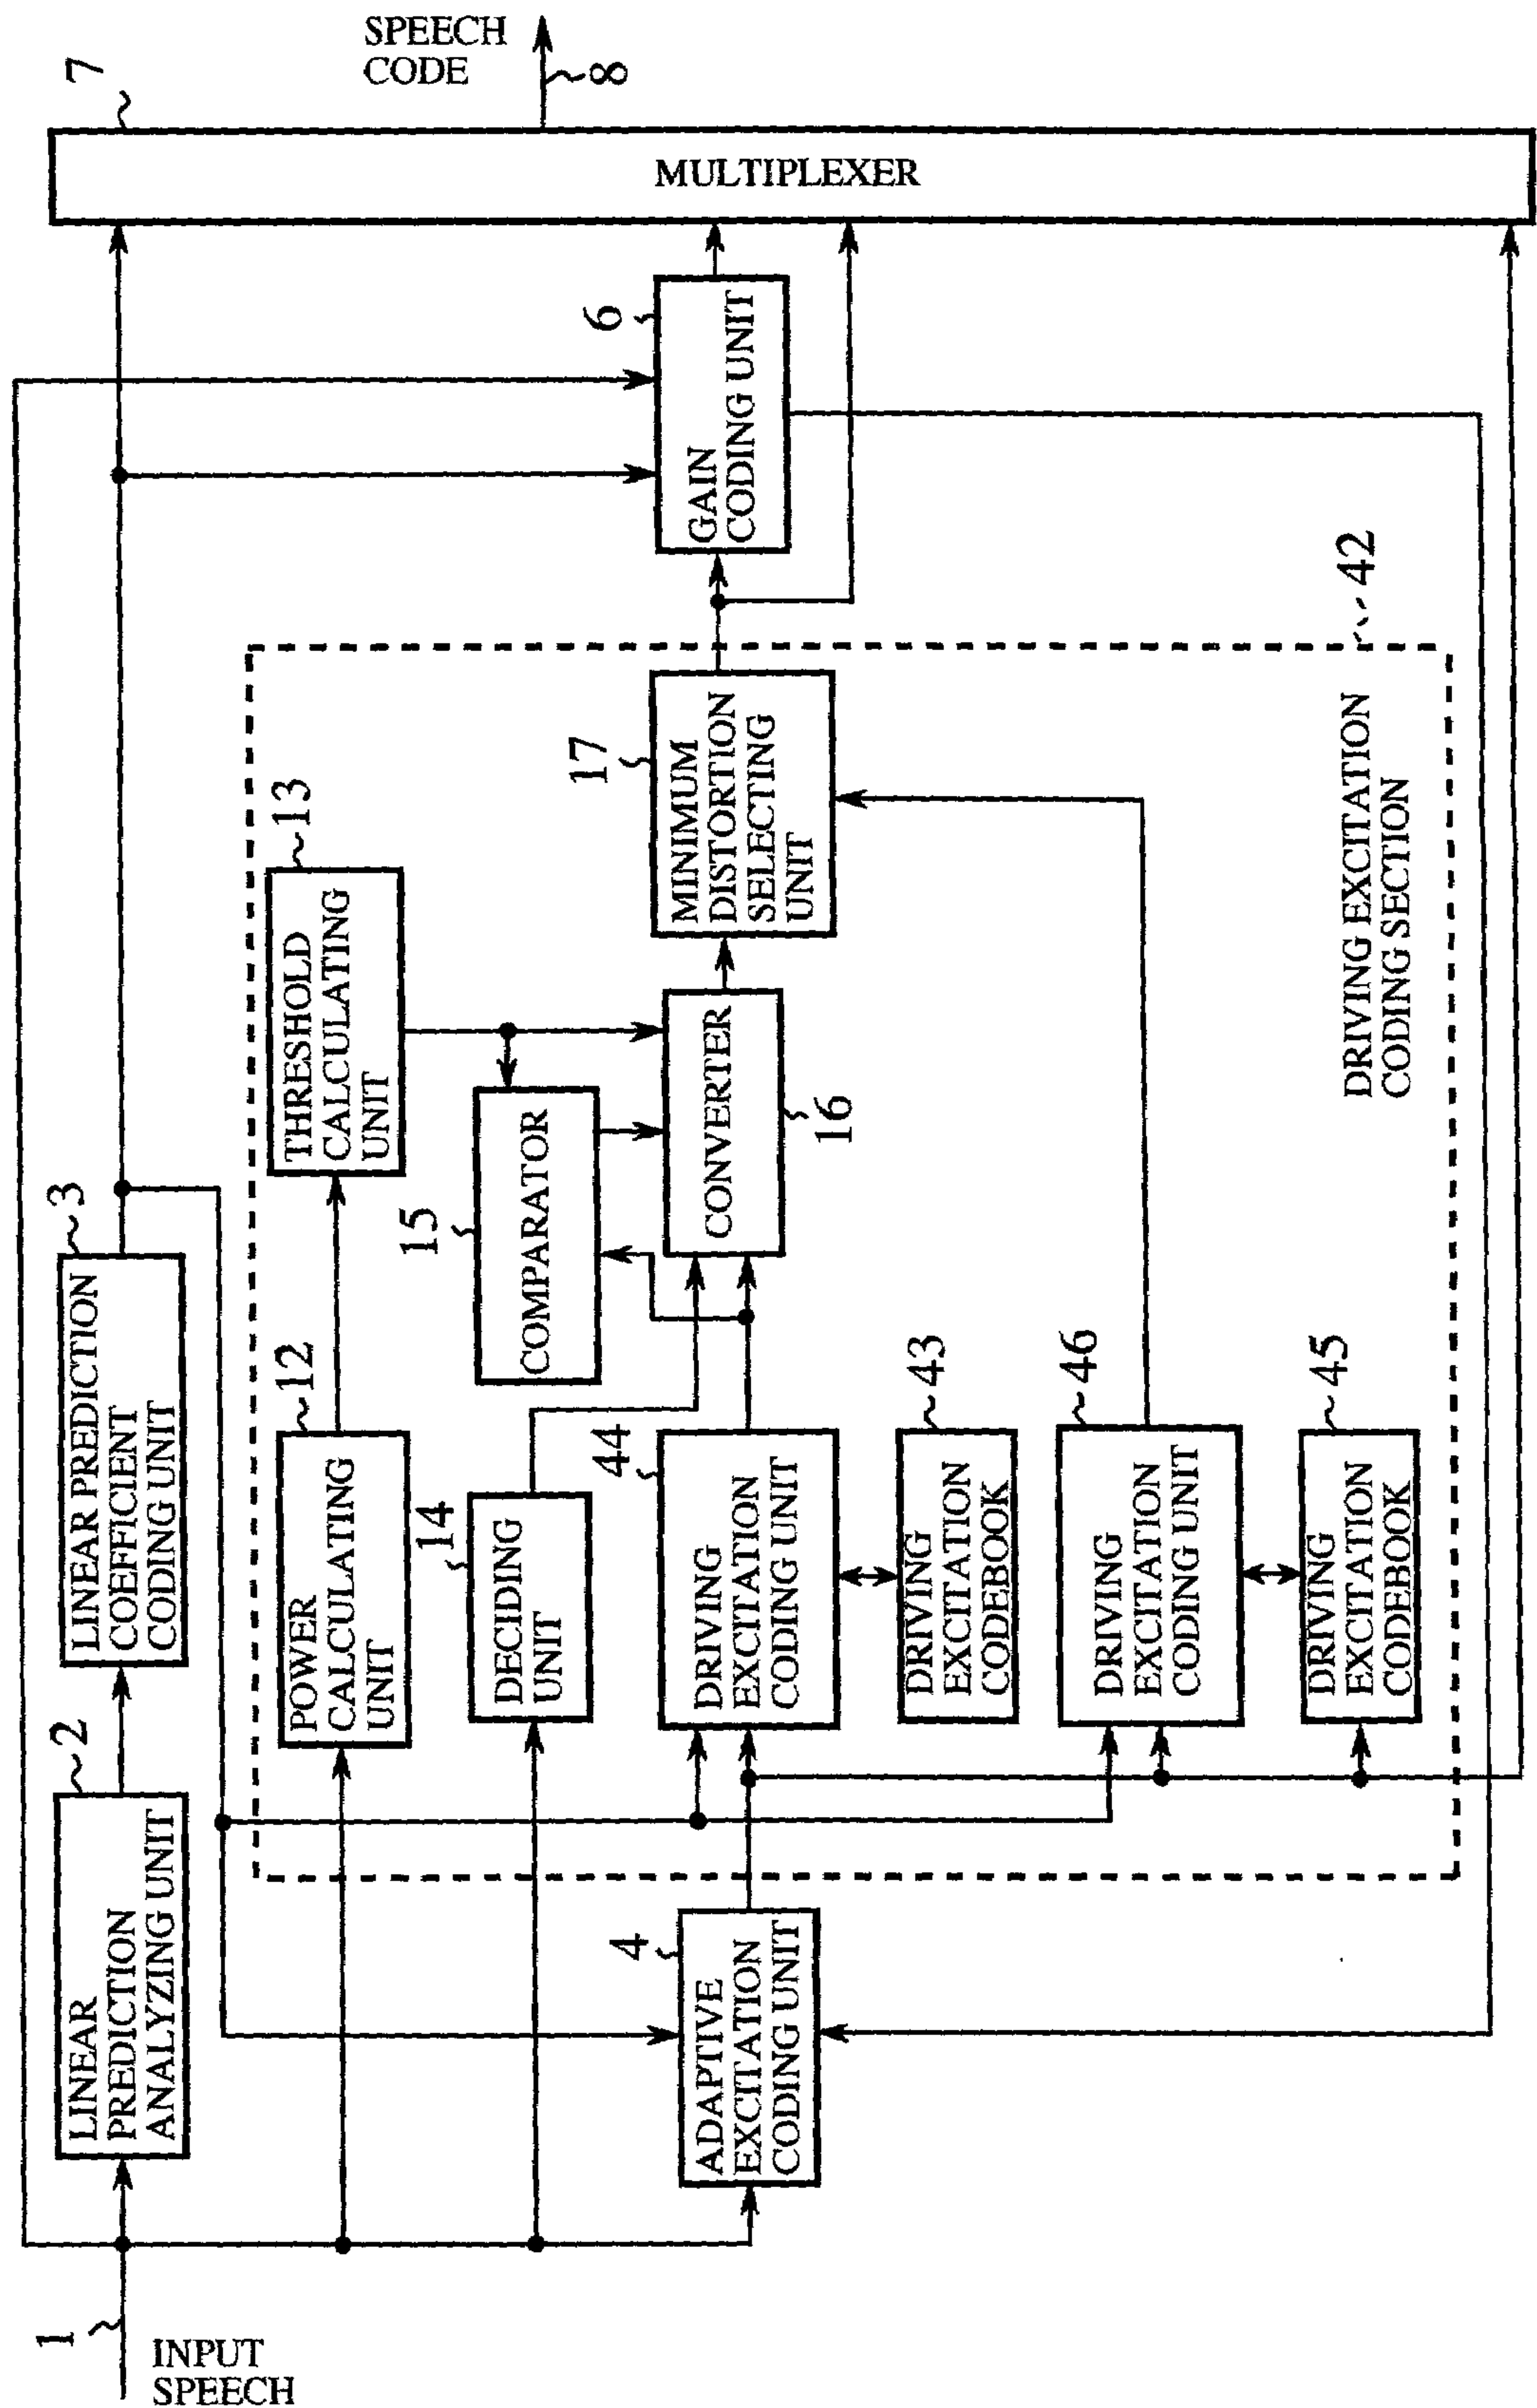 1
INPUT
SPEECH
LINEAR
PREDICTION
ANALYZING UNIT
2
LINEAR PREDICTION
COEFFICIENT
CODING UNIT
3
7
MULTIPLEXER
SPEECH
CODE
8
POWER
CALCULATING
UNIT
12
THRESHOLD
CALCULATING
UNIT
13
DECIDING
UNIT
14
COMPARATOR
15
CONVERTER
16
MINIMUM
DISTORTION
SELECTING
UNIT
17
GAIN
CODING UNIT
6
ADAPTIVE
EXCITATION
CODING UNIT
4
DRIVING
EXCITATION
CODING UNIT
44
DRIVING
EXCITATION
CODEBOOK
43
DRIVING
EXCITATION
CODING UNIT
46
DRIVING
EXCITATION
CODEBOOK
45
DRIVING EXCITATION
CODING SECTION
42